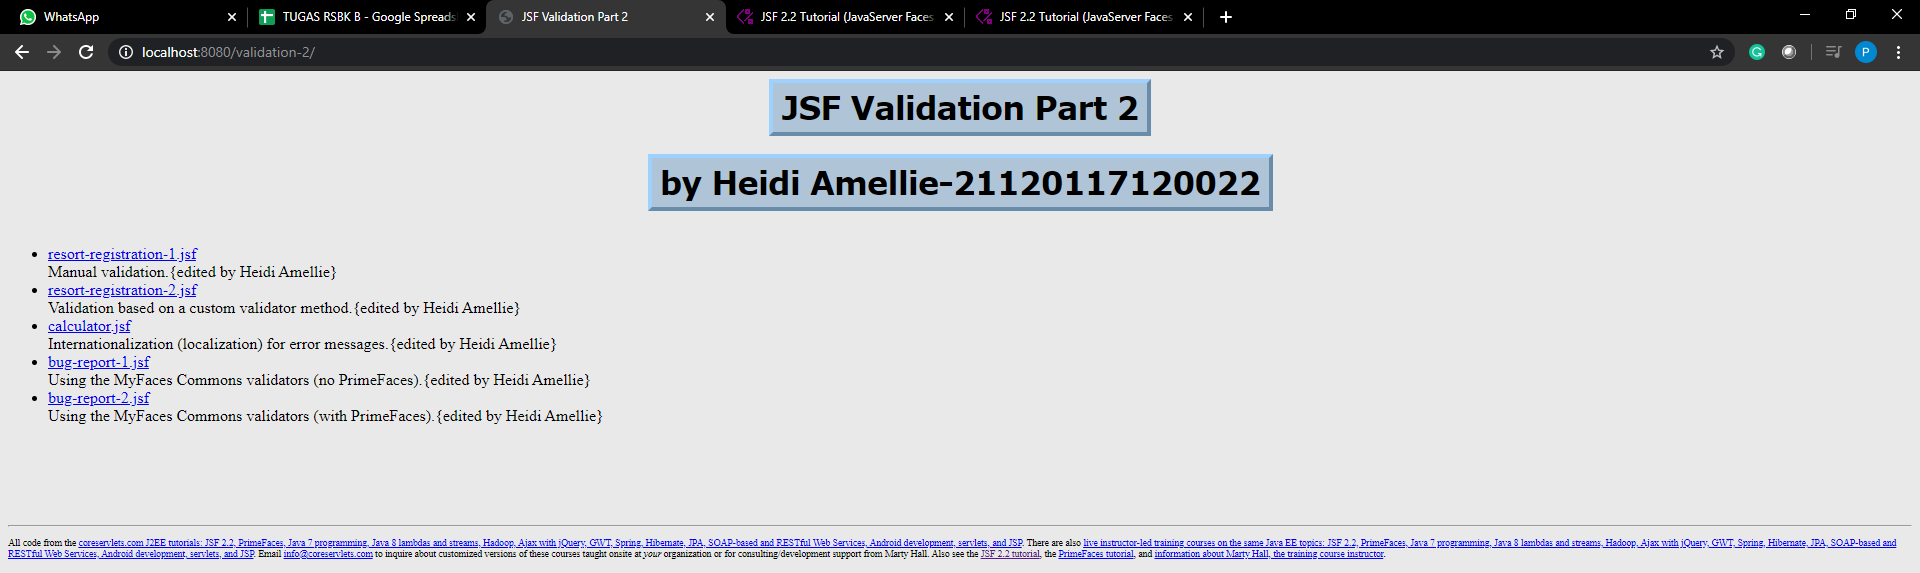 WhatsApp
TUGAS RSBK B - Google Spreads
JSF Validation Part 2
JSF 2.2 Tutorial (JavaServer Faces
JSF 2.2 Tutorial (JavaServer Faces
localhost:8080/validation-2/
P
JSF Validation Part 2
by Heidi Amellie-21120117120022
resort-registration-1.jsf
Manual validation.{edited by Heidi Amellie}
resort-registration-2.jsf
Validation based on a custom validator method.{edited by Heidi Amellie}
calculator.jsf
Internationalization (localization) for error messages.{edited by Heidi Amellie}
bug-report-1.jsf
Using the MyFaces Commons validators (no PrimeFaces).{edited by Heidi Amellie}
bug-report-2.jsf
Using the MyFaces Commons validators (with PrimeFaces).{edited by Heidi Amellie}
All code from the coreservlets.com J2EE tutorials: JSF 2.2, PrimeFaces, Java 7 programming, Java 8 lambdas and streams, Hadoop, Ajax with jQuery, GWT, Spring, Hibernate, JPA, SOAP-based and RESTful Web Services, Android development, servlets, and JSP. There are also live instructor-led training courses on the same Java EE topics: JSF 2.2, PrimeFaces, Java 7 programming, Java 8 lambdas and streams, Hadoop, Ajax with jQuery, GWT, Spring, Hibernate, JPA, SOAP-based and
RESTful Web Services, Android development, servlets, and JSP. Email info@coreservlets.com to inquire about customized versions of these courses taught onsite at your organization or for consulting/development support from Marty Hall. Also see the JSF 2.2 tutorial, the PrimeFaces tutorial, and information about Marty Hall, the training course instructor.